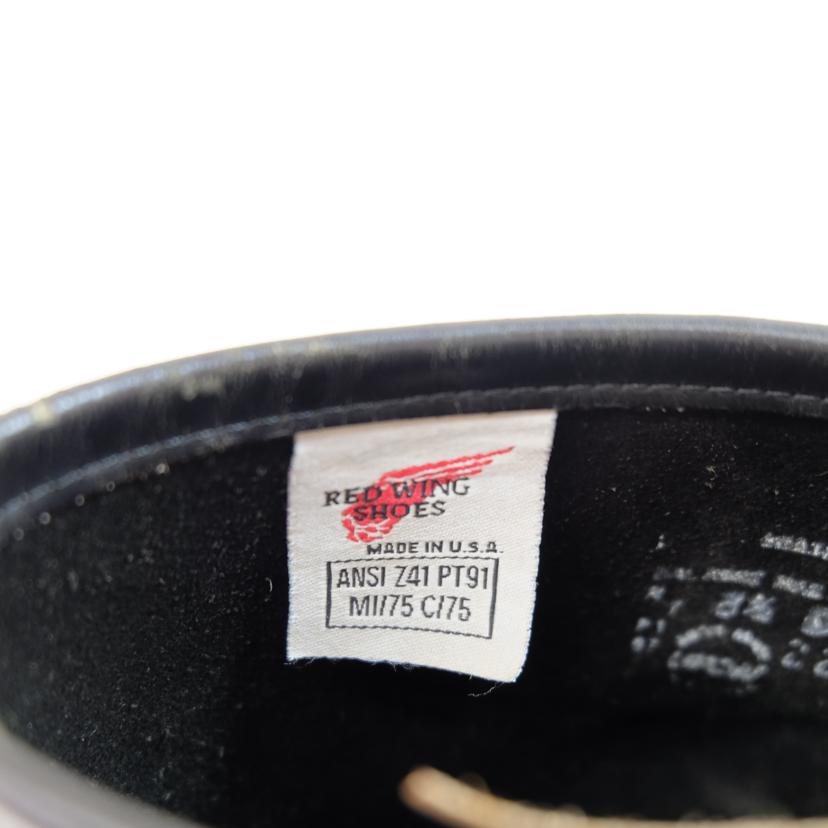 RED WING
SHOES
MADE IN U.S.A.
ANSI Z41 PT91
MI/75 C/75